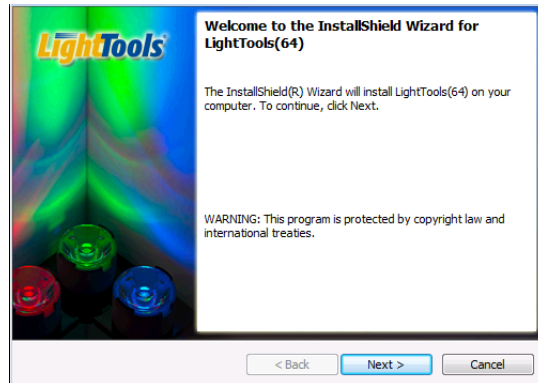 LightTools
Welcome to the InstallShield Wizard for
LightTools(64)
The InstallShield(R) Wizard will install LightTools(64) on your
computer. To continue, click Next.
WARNING: This program is protected by copyright law and
international treaties.
< Back
Next >
Cancel